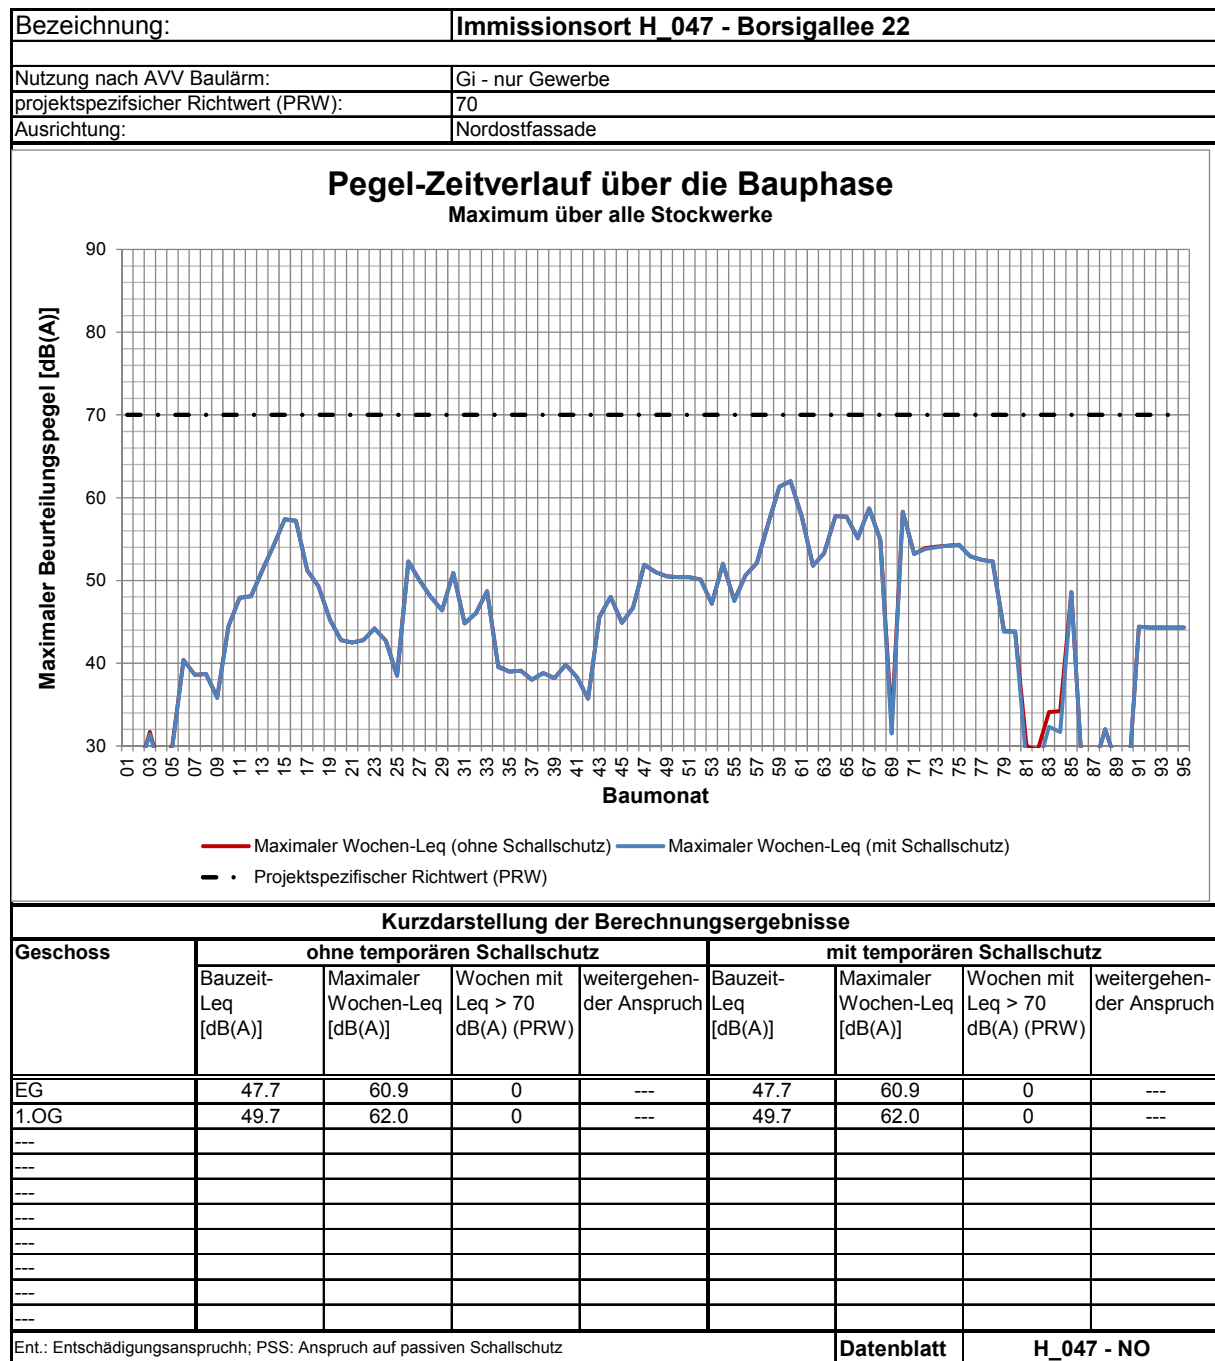 Bezeichnung: Immissionsort H_047 - Borsigallee 22
Nutzung nach AVV Baulärm: Gi - nur Gewerbe
projektspezifsicher Richtwert (PRW): 70
Ausrichtung: Nordostfassade
Pegel-Zeitverlauf über die Bauphase
Maximum über alle Stockwerke
Maximaler Beurteilungspegel [dB(A)]
90
80
70
60
50
40
30
01 03 05 07 09 11 13 15 17 19 21 23 25 27 29 31 33 35 37 39 41 43 45 47 49 51 53 55 57 59 61 63 65 67 69 71 73 75 77 79 81 83 85 87 89 91 93 95
Baumonat
Maximaler Wochen-Leq (ohne Schallschutz) Maximaler Wochen-Leq (mit Schallschutz)
Projektspezifischer Richtwert (PRW)
Kurzdarstellung der Berechnungsergebnisse
Geschoss ohne temporären Schallschutz mit temporären Schallschutz
Bauzeit- Maximaler Wochen mit weitergehen- Bauzeit- Maximaler Wochen mit weitergehen-
Leq Wochen-Leq Leq > 70 der Anspruch Leq Wochen-Leq Leq > 70 der Anspruch
[dB(A)] [dB(A)] dB(A) (PRW) [dB(A)] [dB(A)] dB(A) (PRW)
EG 47.7 60.9 0 --- 47.7 60.9 0 ---
1.OG 49.7 62.0 0 --- 49.7 62.0 0 ---
---
---
---
---
---
---
---
---
Ent.: Entschädigungsanspruchh; PSS: Anspruch auf passiven Schallschutz Datenblatt H_047 - NO